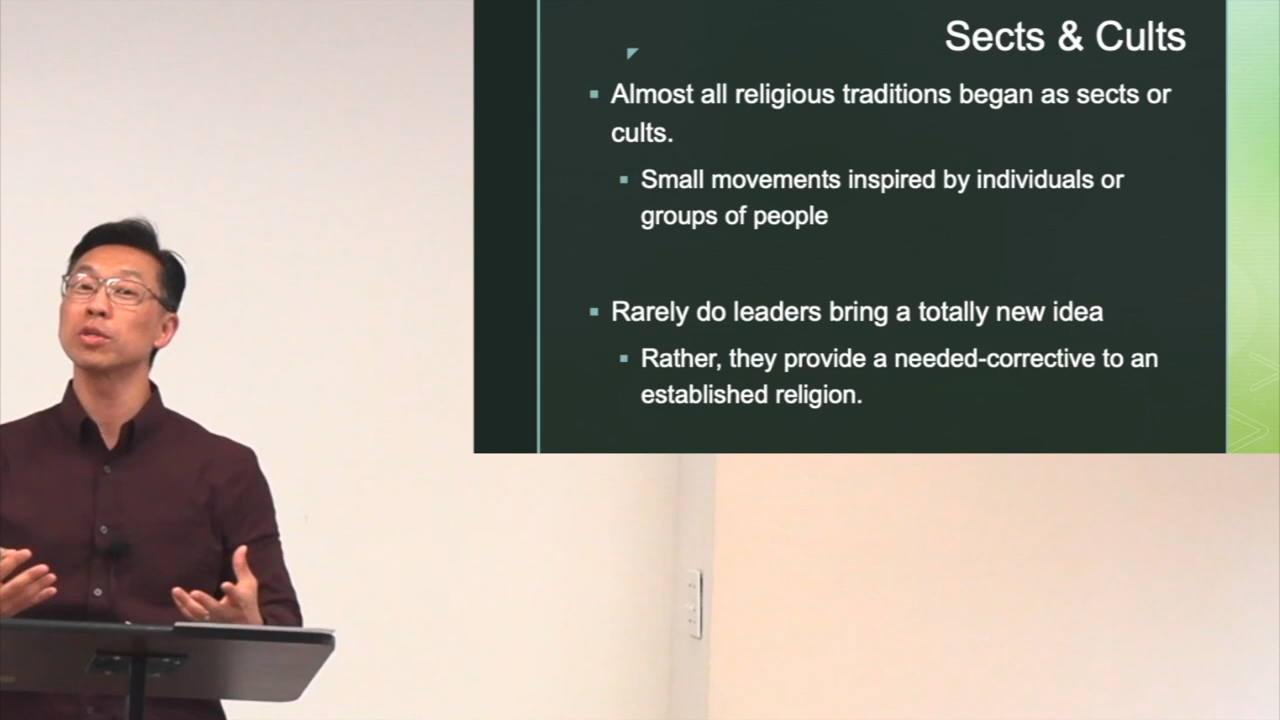 Sects & Cults
Almost all religious traditions began as sects or
cults.
Small movements inspired by individuals or
groups of people
Rarely do leaders bring a totally new idea
Rather, they provide a needed-corrective to an
established religion.